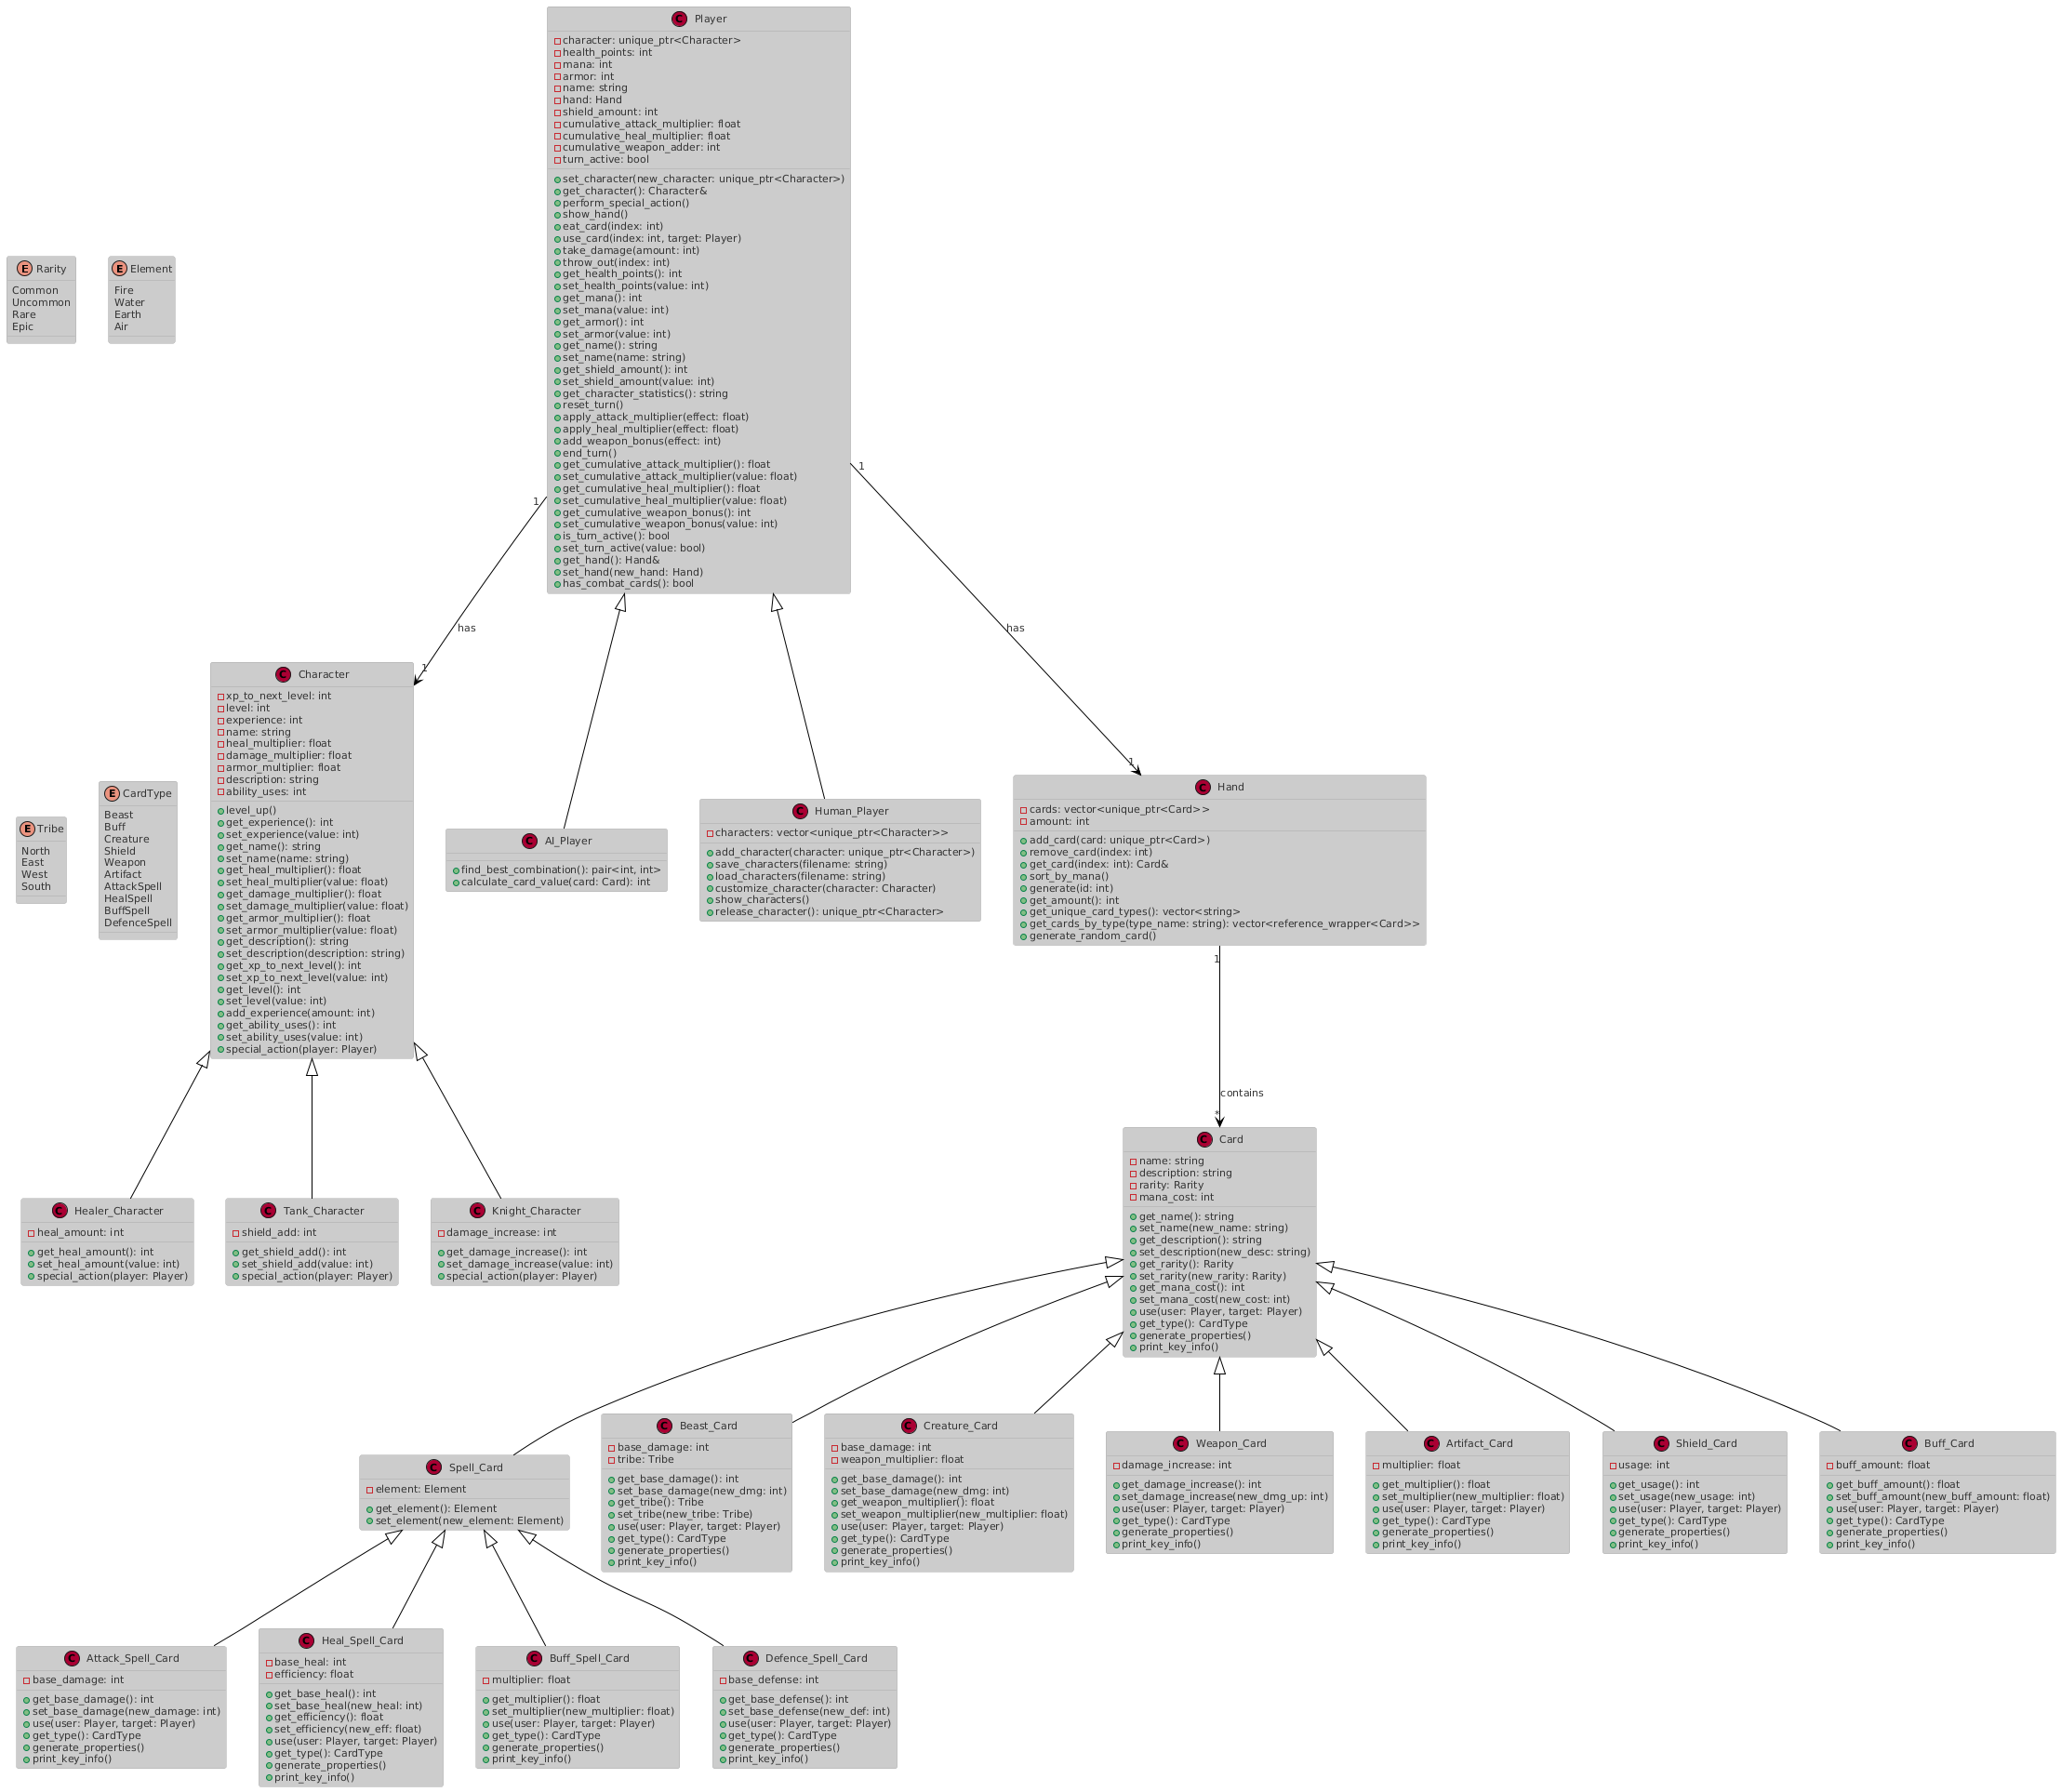 C Player
character: unique_ptr<Character>
health_points: int
mana: int
armor: int
name: string
hand: Hand
shield_amount: int
cumulative_attack_multiplier: float
cumulative_heal_multiplier: float
cumulative_weapon_adder: int
turn_active: bool
set_character(new_character: unique_ptr<Character>)
get_character(): Character&
perform_special_action()
show_hand()
eat_card(index: int)
use_card(index: int, target: Player)
take_damage(amount: int)
throw_out(index: int)
get_health_points(): int
set_health_points(value: int)
get_mana(): int
set_mana(value: int)
get_armor(): int
set_armor(value: int)
get_name(): string
set_name(name: string)
get_shield_amount(): int
set_shield_amount(value: int)
get_character_statistics(): string
reset_turn()
apply_attack_multiplier(effect: float)
apply_heal_multiplier(effect: float)
add_weapon_bonus(effect: int)
end_turn()
get_cumulative_attack_multiplier(): float
set_cumulative_attack_multiplier(value: float)
get_cumulative_heal_multiplier(): float
set_cumulative_heal_multiplier(value: float)
get_cumulative_weapon_bonus(): int
set_cumulative_weapon_bonus(value: int)
is_turn_active(): bool
set_turn_active(value: bool)
get_hand(): Hand&
set_hand(new_hand: Hand)
has_combat_cards(): bool
E Rarity
Common
Uncommon
Rare
Epic
E Element
Fire
Water
Earth
Air
1
has
1
1
has
1
E Tribe
North
East
West
South
E CardType
Beast
Buff
Creature
Shield
Weapon
Artifact
AttackSpell
HealSpell
BuffSpell
DefenceSpell
C Character
xp_to_next_level: int
level: int
experience: int
name: string
heal_multiplier: float
damage_multiplier: float
armor_multiplier: float
description: string
ability_uses: int
level_up()
get_experience(): int
set_experience(value: int)
get_name(): string
set_name(name: string)
get_heal_multiplier(): float
set_heal_multiplier(value: float)
get_damage_multiplier(): float
set_damage_multiplier(value: float)
get_armor_multiplier(): float
set_armor_multiplier(value: float)
get_description(): string
set_description(description: string)
get_xp_to_next_level(): int
set_xp_to_next_level(value: int)
get_level(): int
set_level(value: int)
add_experience(amount: int)
get_ability_uses(): int
set_ability_uses(value: int)
special_action(player: Player)
C AI_Player
find_best_combination(): pair<int, int>
calculate_card_value(card: Card): int
C Human_Player
characters: vector<unique_ptr<Character>>
add_character(character: unique_ptr<Character>)
save_characters(filename: string)
load_characters(filename: string)
customize_character(character: Character)
show_characters()
release_character(): unique_ptr<Character>
C Hand
cards: vector<unique_ptr<Card>>
amount: int
add_card(card: unique_ptr<Card>)
remove_card(index: int)
get_card(index: int): Card&
sort_by_mana()
generate(id: int)
get_amount(): int
get_unique_card_types(): vector<string>
get_cards_by_type(type_name: string): vector<reference_wrapper<Card>>
generate_random_card()
1
contains
*
C Healer_Character
heal_amount: int
get_heal_amount(): int
set_heal_amount(value: int)
special_action(player: Player)
C Tank_Character
shield_add: int
get_shield_add(): int
set_shield_add(value: int)
special_action(player: Player)
C Knight_Character
damage_increase: int
get_damage_increase(): int
set_damage_increase(value: int)
special_action(player: Player)
C Card
name: string
description: string
rarity: Rarity
mana_cost: int
get_name(): string
set_name(new_name: string)
get_description(): string
set_description(new_desc: string)
get_rarity(): Rarity
set_rarity(new_rarity: Rarity)
get_mana_cost(): int
set_mana_cost(new_cost: int)
use(user: Player, target: Player)
get_type(): CardType
generate_properties()
print_key_info()
C Spell_Card
element: Element
get_element(): Element
set_element(new_element: Element)
C Beast_Card
base_damage: int
tribe: Tribe
get_base_damage(): int
set_base_damage(new_dmg: int)
get_tribe(): Tribe
set_tribe(new_tribe: Tribe)
use(user: Player, target: Player)
get_type(): CardType
generate_properties()
print_key_info()
C Creature_Card
base_damage: int
weapon_multiplier: float
get_base_damage(): int
set_base_damage(new_dmg: int)
get_weapon_multiplier(): float
set_weapon_multiplier(new_multiplier: float)
use(user: Player, target: Player)
get_type(): CardType
generate_properties()
print_key_info()
C Weapon_Card
damage_increase: int
get_damage_increase(): int
set_damage_increase(new_dmg_up: int)
use(user: Player, target: Player)
get_type(): CardType
generate_properties()
print_key_info()
C Artifact_Card
multiplier: float
get_multiplier(): float
set_multiplier(new_multiplier: float)
use(user: Player, target: Player)
get_type(): CardType
generate_properties()
print_key_info()
C Shield_Card
usage: int
get_usage(): int
set_usage(new_usage: int)
use(user: Player, target: Player)
get_type(): CardType
generate_properties()
print_key_info()
C Buff_Card
buff_amount: float
get_buff_amount(): float
set_buff_amount(new_buff_amount: float)
use(user: Player, target: Player)
get_type(): CardType
generate_properties()
print_key_info()
C Attack_Spell_Card
base_damage: int
get_base_damage(): int
set_base_damage(new_damage: int)
use(user: Player, target: Player)
get_type(): CardType
generate_properties()
print_key_info()
C Heal_Spell_Card
base_heal: int
efficiency: float
get_base_heal(): int
set_base_heal(new_heal: int)
get_efficiency(): float
set_efficiency(new_eff: float)
use(user: Player, target: Player)
get_type(): CardType
generate_properties()
print_key_info()
C Buff_Spell_Card
multiplier: float
get_multiplier(): float
set_multiplier(new_multiplier: float)
use(user: Player, target: Player)
get_type(): CardType
generate_properties()
print_key_info()
C Defence_Spell_Card
base_defense: int
get_base_defense(): int
set_base_defense(new_def: int)
use(user: Player, target: Player)
get_type(): CardType
generate_properties()
print_key_info()